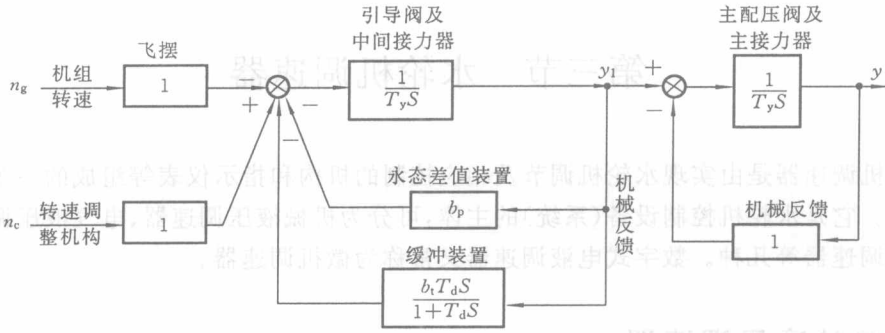 引导阀及
中间接力器
主配压阀及
主接力器
飞摆
n_g 机组
转速
1
− + − −
1/(T_yS)
y_1 + −
1/(T_yS)
y
永态差值装置
b_p
机械反馈
机械反馈
1
n_c 转速调
整机构
1
缓冲装置
b_tT_dS/(1+T_dS)